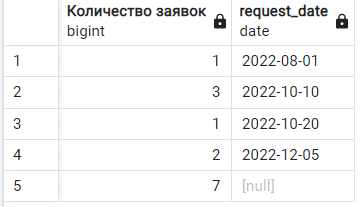 Количество заявок request_date
bigint date
1 1 2022-08-01
2 3 2022-10-10
3 1 2022-10-20
4 2 2022-12-05
5 7 [null]